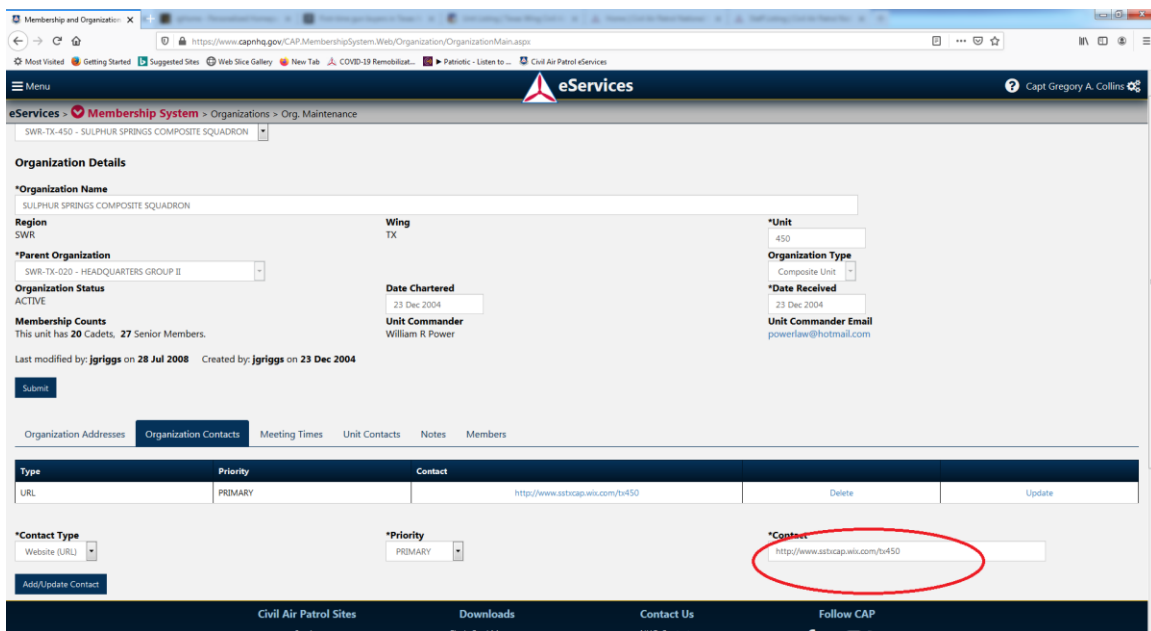 Membership and Organization X
https://www.capnhq.gov/CAP.MembershipSystem.Web/Organization/OrganizationMain.aspx
Most Visited Getting Started Suggested Sites Web Slice Gallery New Tab COVID-19 Remobilizat... ▶ Patriotic - Listen to ... Civil Air Patrol eServices
Menu eServices ? Capt Gregory A. Collins
eServices > Membership System > Organizations > Org. Maintenance
SWR-TX-450 - SULPHUR SPRINGS COMPOSITE SQUADRON
Organization Details
*Organization Name
SULPHUR SPRINGS COMPOSITE SQUADRON
Region Wing *Unit
SWR TX 450
*Parent Organization Organization Type
SWR-TX-020 - HEADQUARTERS GROUP II Composite Unit
Organization Status Date Chartered *Date Received
ACTIVE 23 Dec 2004 23 Dec 2004
Membership Counts Unit Commander Unit Commander Email
This unit has 20 Cadets, 27 Senior Members. William R Power powerlaw@hotmail.com
Last modified by: jgriggs on 28 Jul 2008 Created by: jgriggs on 23 Dec 2004
Submit
Organization Addresses Organization Contacts Meeting Times Unit Contacts Notes Members
Type Priority Contact
URL PRIMARY http://www.sstxcap.wix.com/tx450 Delete Update
*Contact Type *Priority *Contact
Website (URL) PRIMARY http://www.sstxcap.wix.com/tx450
Add/Update Contact
Civil Air Patrol Sites Downloads Contact Us Follow CAP